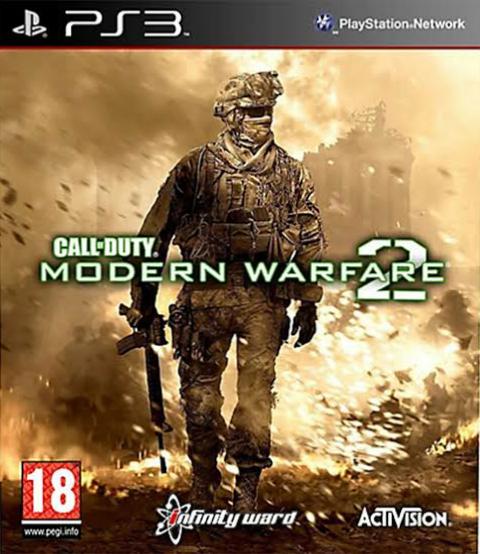 PS3
PlayStation®Network
CALL OF DUTY®
MODERN WARFARE® 2
18
www.pegi.info
Infinity ward
ACTIVISION®